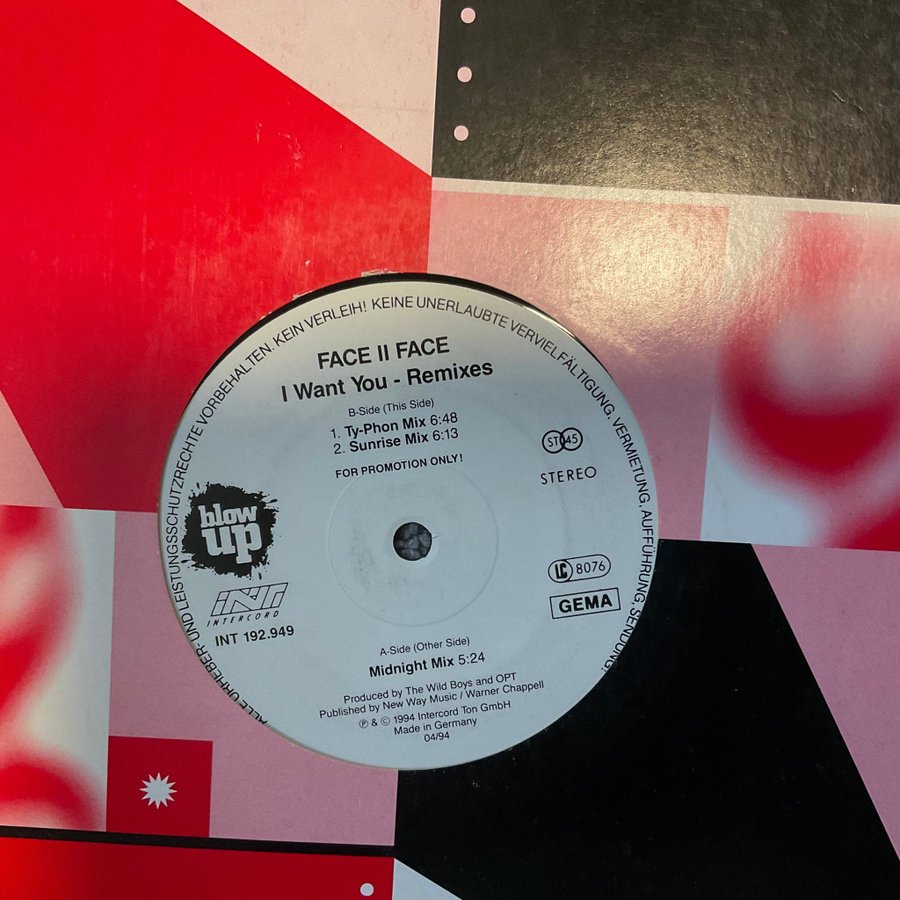 ALLE URHEBER- UND LEISTUNGSSCHUTZRECHTE VORBEHALTEN. KEIN VERLEIH! KEINE UNERLAUBTE VERVIELFÄLTIGUNG, VERMIETUNG, AUFFÜHRUNG, SENDUNG!
FACE II FACE
I Want You - Remixes
B-Side (This Side)
1. Ty-Phon Mix 6:48
2. Sunrise Mix 6:13
FOR PROMOTION ONLY!
ST 45
STEREO
blow
up
INT
INTERCORD
INT 192.949
LC 8076
GEMA
A-Side (Other Side)
Midnight Mix 5:24
Produced by The Wild Boys and OPT
Published by New Way Music / Warner Chappell
℗ & © 1994 Intercord Ton GmbH
Made in Germany
04/94